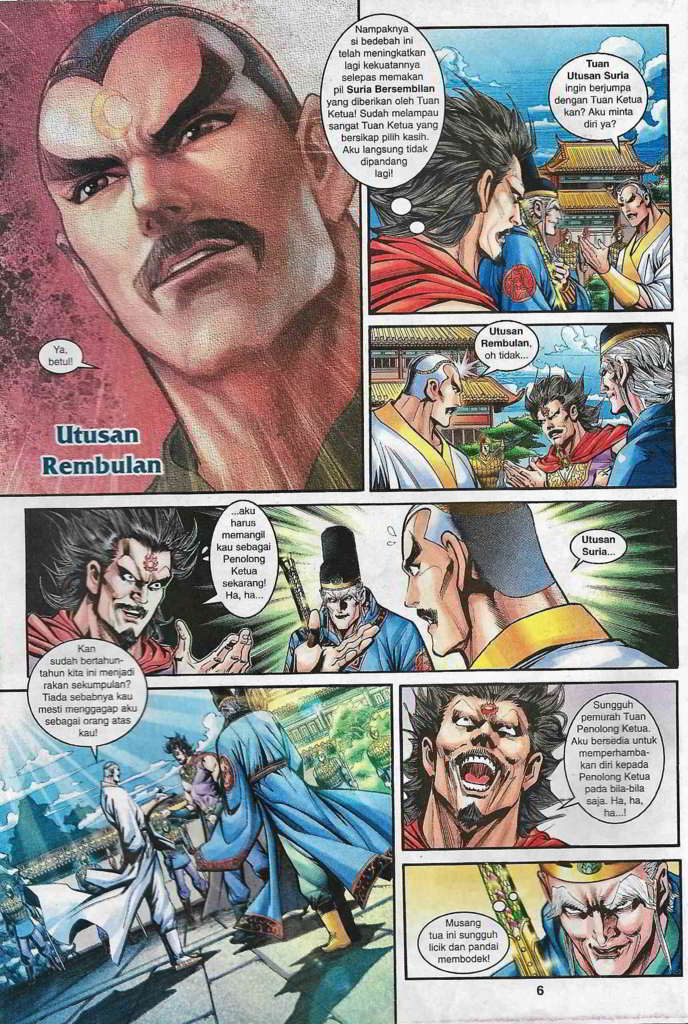 Ya,
betul!
Utusan
Rembulan
Nampaknya
si bedebah ini
telah meningkatkan
lagi kekuatannya
selepas memakan
pil Suria Bersembilan
yang diberikan oleh Tuan
Ketua! Sudah melampau
sangat Tuan Ketua yang
bersikap pilih kasih.
Aku langsung tidak
dipandang
lagi!
Tuan
Utusan Suria
ingin berjumpa
dengan Tuan Ketua
kan? Aku minta
diri ya?
Utusan
Rembulan,
oh tidak...
...aku
harus
memangil
kau sebagai
Penolong
Ketua
sekarang!
Ha, ha...
Utusan
Suria...
Kan
sudah bertahun-
tahun kita ini menjadi
rakan sekumpulan?
Tiada sebabnya kau
mesti menggagap aku
sebagai orang atas
kau!
Sungguh
pemurah Tuan
Penolong Ketua.
Aku bersedia untuk
memperhamba-
kan diri kepada
Penolong Ketua
pada bila-bila
saja. Ha, ha,
ha...!
Musang
tua ini sungguh
licik dan pandai
membodek!
6